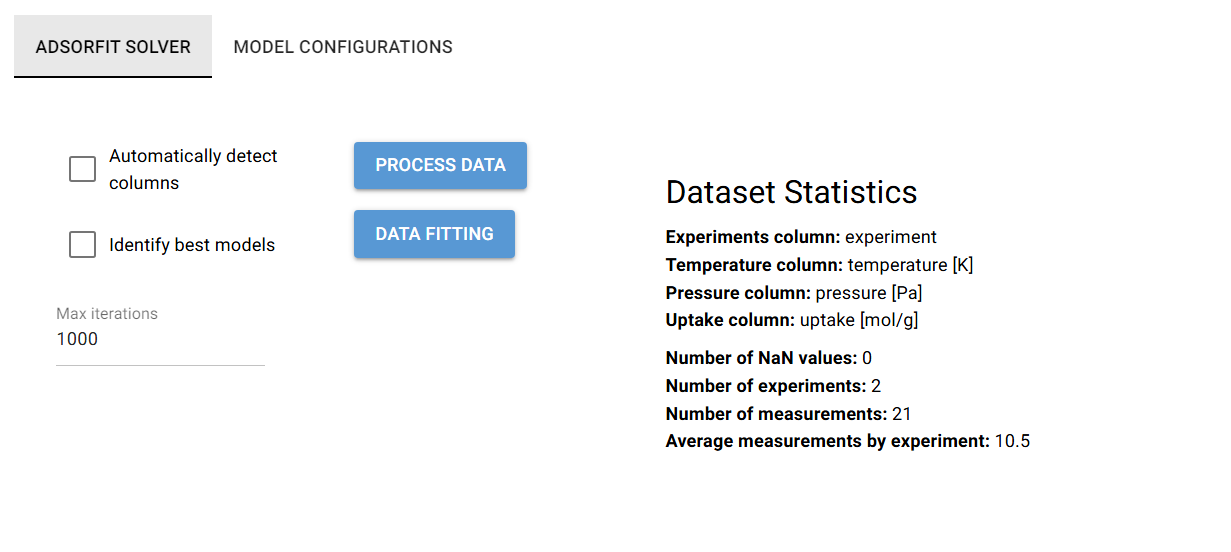 ADSORFIT SOLVER
MODEL CONFIGURATIONS
Automatically detect
columns
Identify best models
Max iterations
1000
PROCESS DATA
DATA FITTING
Dataset Statistics
Experiments column: experiment
Temperature column: temperature [K]
Pressure column: pressure [Pa]
Uptake column: uptake [mol/g]
Number of NaN values: 0
Number of experiments: 2
Number of measurements: 21
Average measurements by experiment: 10.5